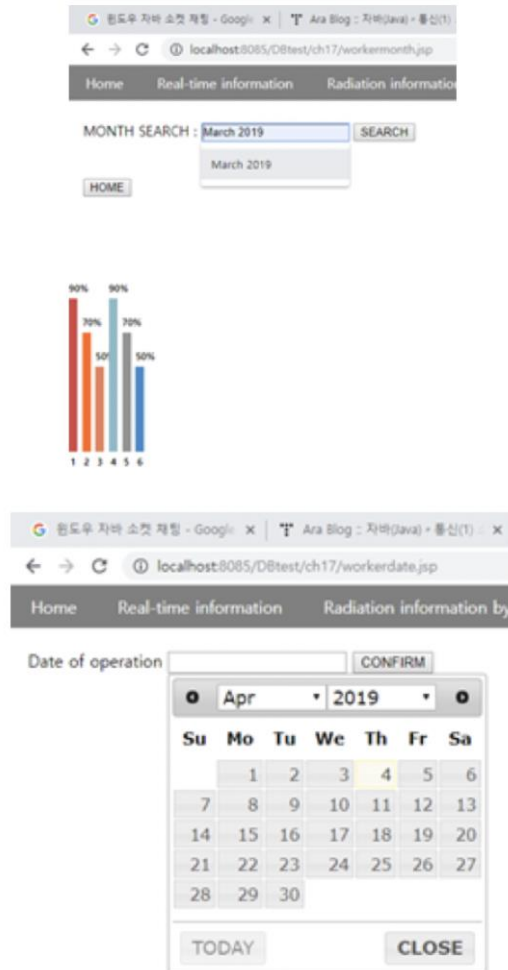 윈도우 자바 소켓 채팅 - Google Ara Blog :: 자바(Java) - 통신(1)
localhost:8085/DBtest/ch17/workermonth.jsp
Home Real-time information Radiation information
MONTH SEARCH : March 2019 SEARCH
March 2019
HOME
90% 90%
70% 70%
50% 50%
1 2 3 4 5 6
윈도우 자바 소켓 채팅 - Google Ara Blog :: 자바(Java) - 통신(1) :
localhost:8085/DBtest/ch17/workerdate.jsp
Home Real-time information Radiation information by
Date of operation CONFIRM
Apr 2019
Su Mo Tu We Th Fr Sa
1 2 3 4 5 6
7 8 9 10 11 12 13
14 15 16 17 18 19 20
21 22 23 24 25 26 27
28 29 30
TODAY CLOSE